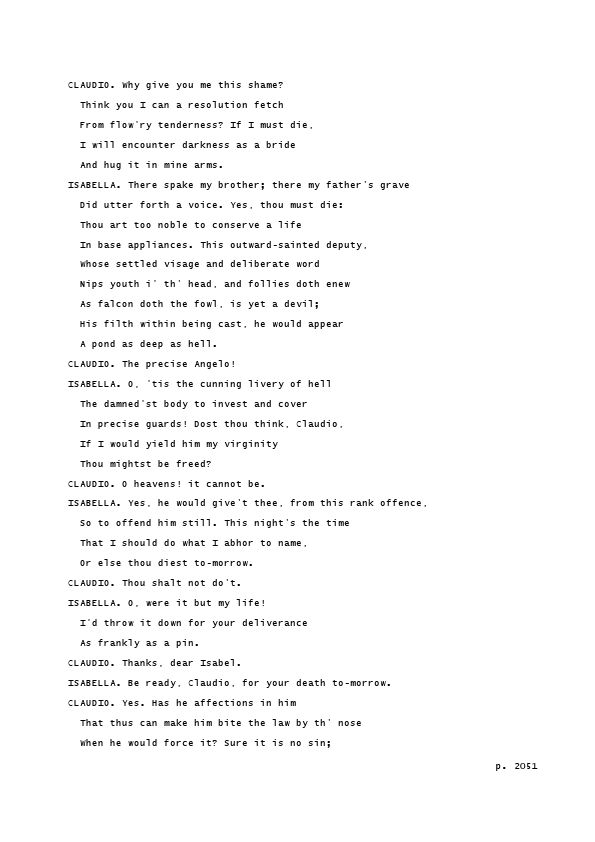 CLAUDIO. Why give you me this shame?
Think you I can a resolution fetch
From flow'ry tenderness? If I must die,
I will encounter darkness as a bride
And hug it in mine arms.
ISABELLA. There spake my brother; there my father's grave
Did utter forth a voice. Yes, thou must die:
Thou art too noble to conserve a life
In base appliances. This outward-sainted deputy,
Whose settled visage and deliberate word
Nips youth i' th' head, and follies doth enew
As falcon doth the fowl, is yet a devil;
His filth within being cast, he would appear
A pond as deep as hell.
CLAUDIO. The precise Angelo!
ISABELLA. O, 'tis the cunning livery of hell
The damned'st body to invest and cover
In precise guards! Dost thou think, Claudio,
If I would yield him my virginity
Thou mightst be freed?
CLAUDIO. O heavens! it cannot be.
ISABELLA. Yes, he would give't thee, from this rank offence,
So to offend him still. This night's the time
That I should do what I abhor to name,
Or else thou diest to-morrow.
CLAUDIO. Thou shalt not do't.
ISABELLA. O, were it but my life!
I'd throw it down for your deliverance
As frankly as a pin.
CLAUDIO. Thanks, dear Isabel.
ISABELLA. Be ready, Claudio, for your death to-morrow.
CLAUDIO. Yes. Has he affections in him
That thus can make him bite the law by th' nose
When he would force it? Sure it is no sin;
p. 2051